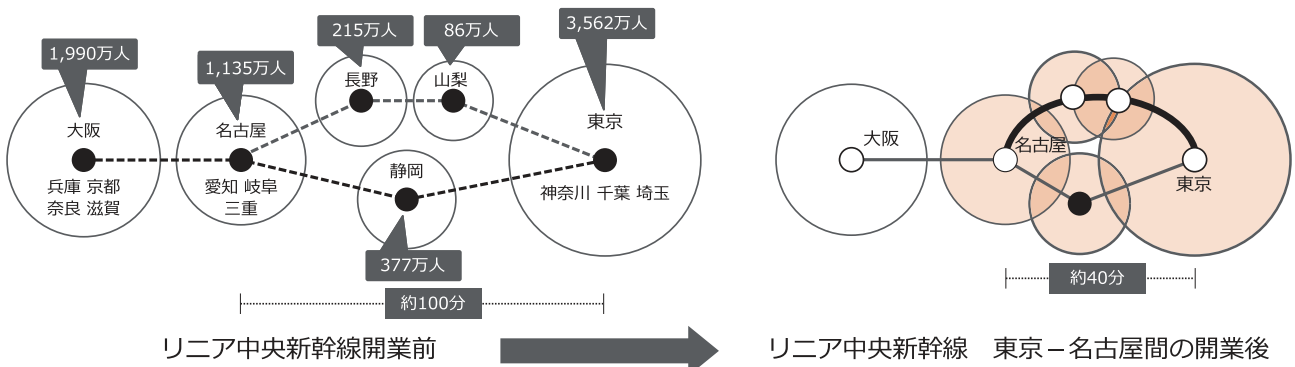 1,990万人
1,135万人
215万人
86万人
3,562万人
大阪
兵庫 京都
奈良 滋賀
名古屋
愛知 岐阜
三重
長野
山梨
静岡
377万人
東京
神奈川 千葉 埼玉
約100分
リニア中央新幹線開業前
大阪
名古屋
東京
約40分
リニア中央新幹線 東京－名古屋間の開業後